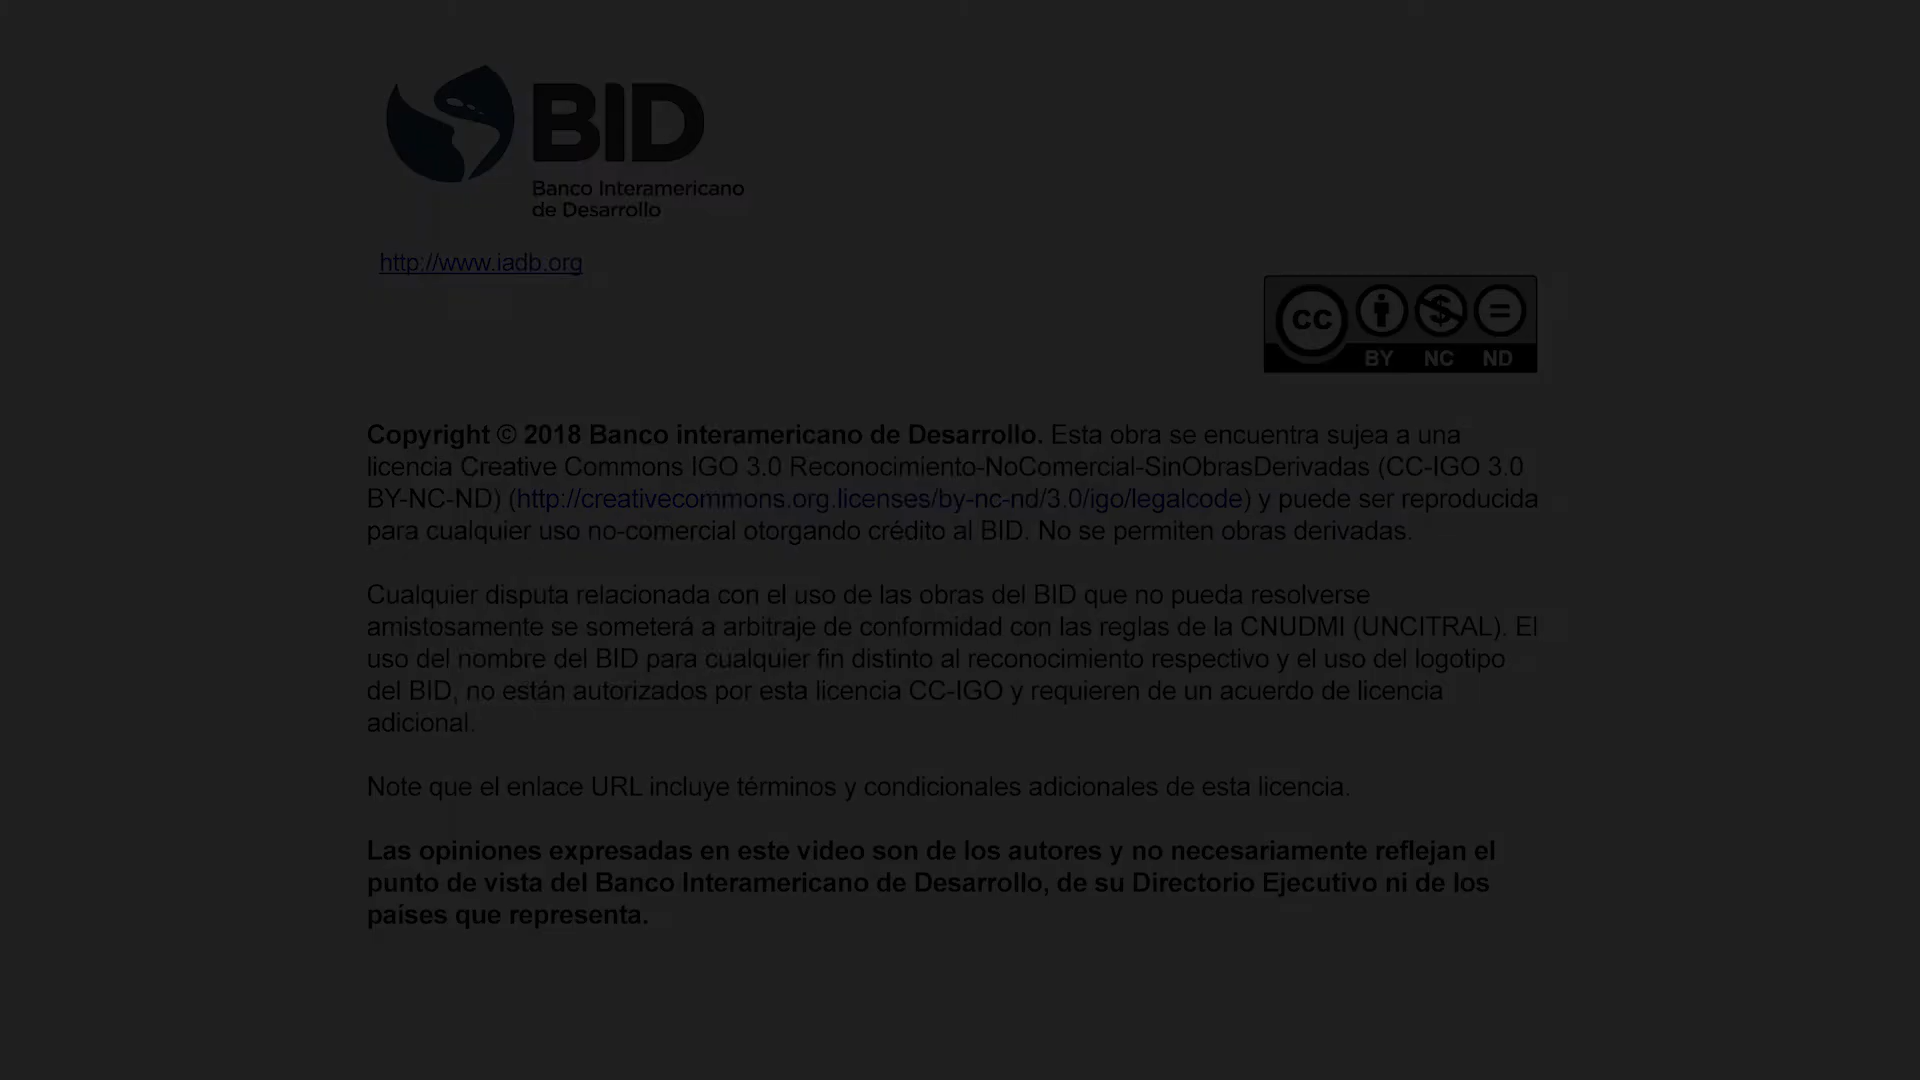 BID
Banco Interamericano
de Desarrollo
http://www.iadb.org
cc
BY NC ND
Copyright © 2018 Banco interamericano de Desarrollo. Esta obra se encuentra sujea a una
licencia Creative Commons IGO 3.0 Reconocimiento-NoComercial-SinObrasDerivadas (CC-IGO 3.0
BY-NC-ND) (http://creativecommons.org.licenses/by-nc-nd/3.0/igo/legalcode) y puede ser reproducida
para cualquier uso no-comercial otorgando crédito al BID. No se permiten obras derivadas.
Cualquier disputa relacionada con el uso de las obras del BID que no pueda resolverse
amistosamente se someterá a arbitraje de conformidad con las reglas de la CNUDMI (UNCITRAL). El
uso del nombre del BID para cualquier fin distinto al reconocimiento respectivo y el uso del logotipo
del BID, no están autorizados por esta licencia CC-IGO y requieren de un acuerdo de licencia
adicional.
Note que el enlace URL incluye términos y condicionales adicionales de esta licencia.
Las opiniones expresadas en este video son de los autores y no necesariamente reflejan el
punto de vista del Banco Interamericano de Desarrollo, de su Directorio Ejecutivo ni de los
países que representa.